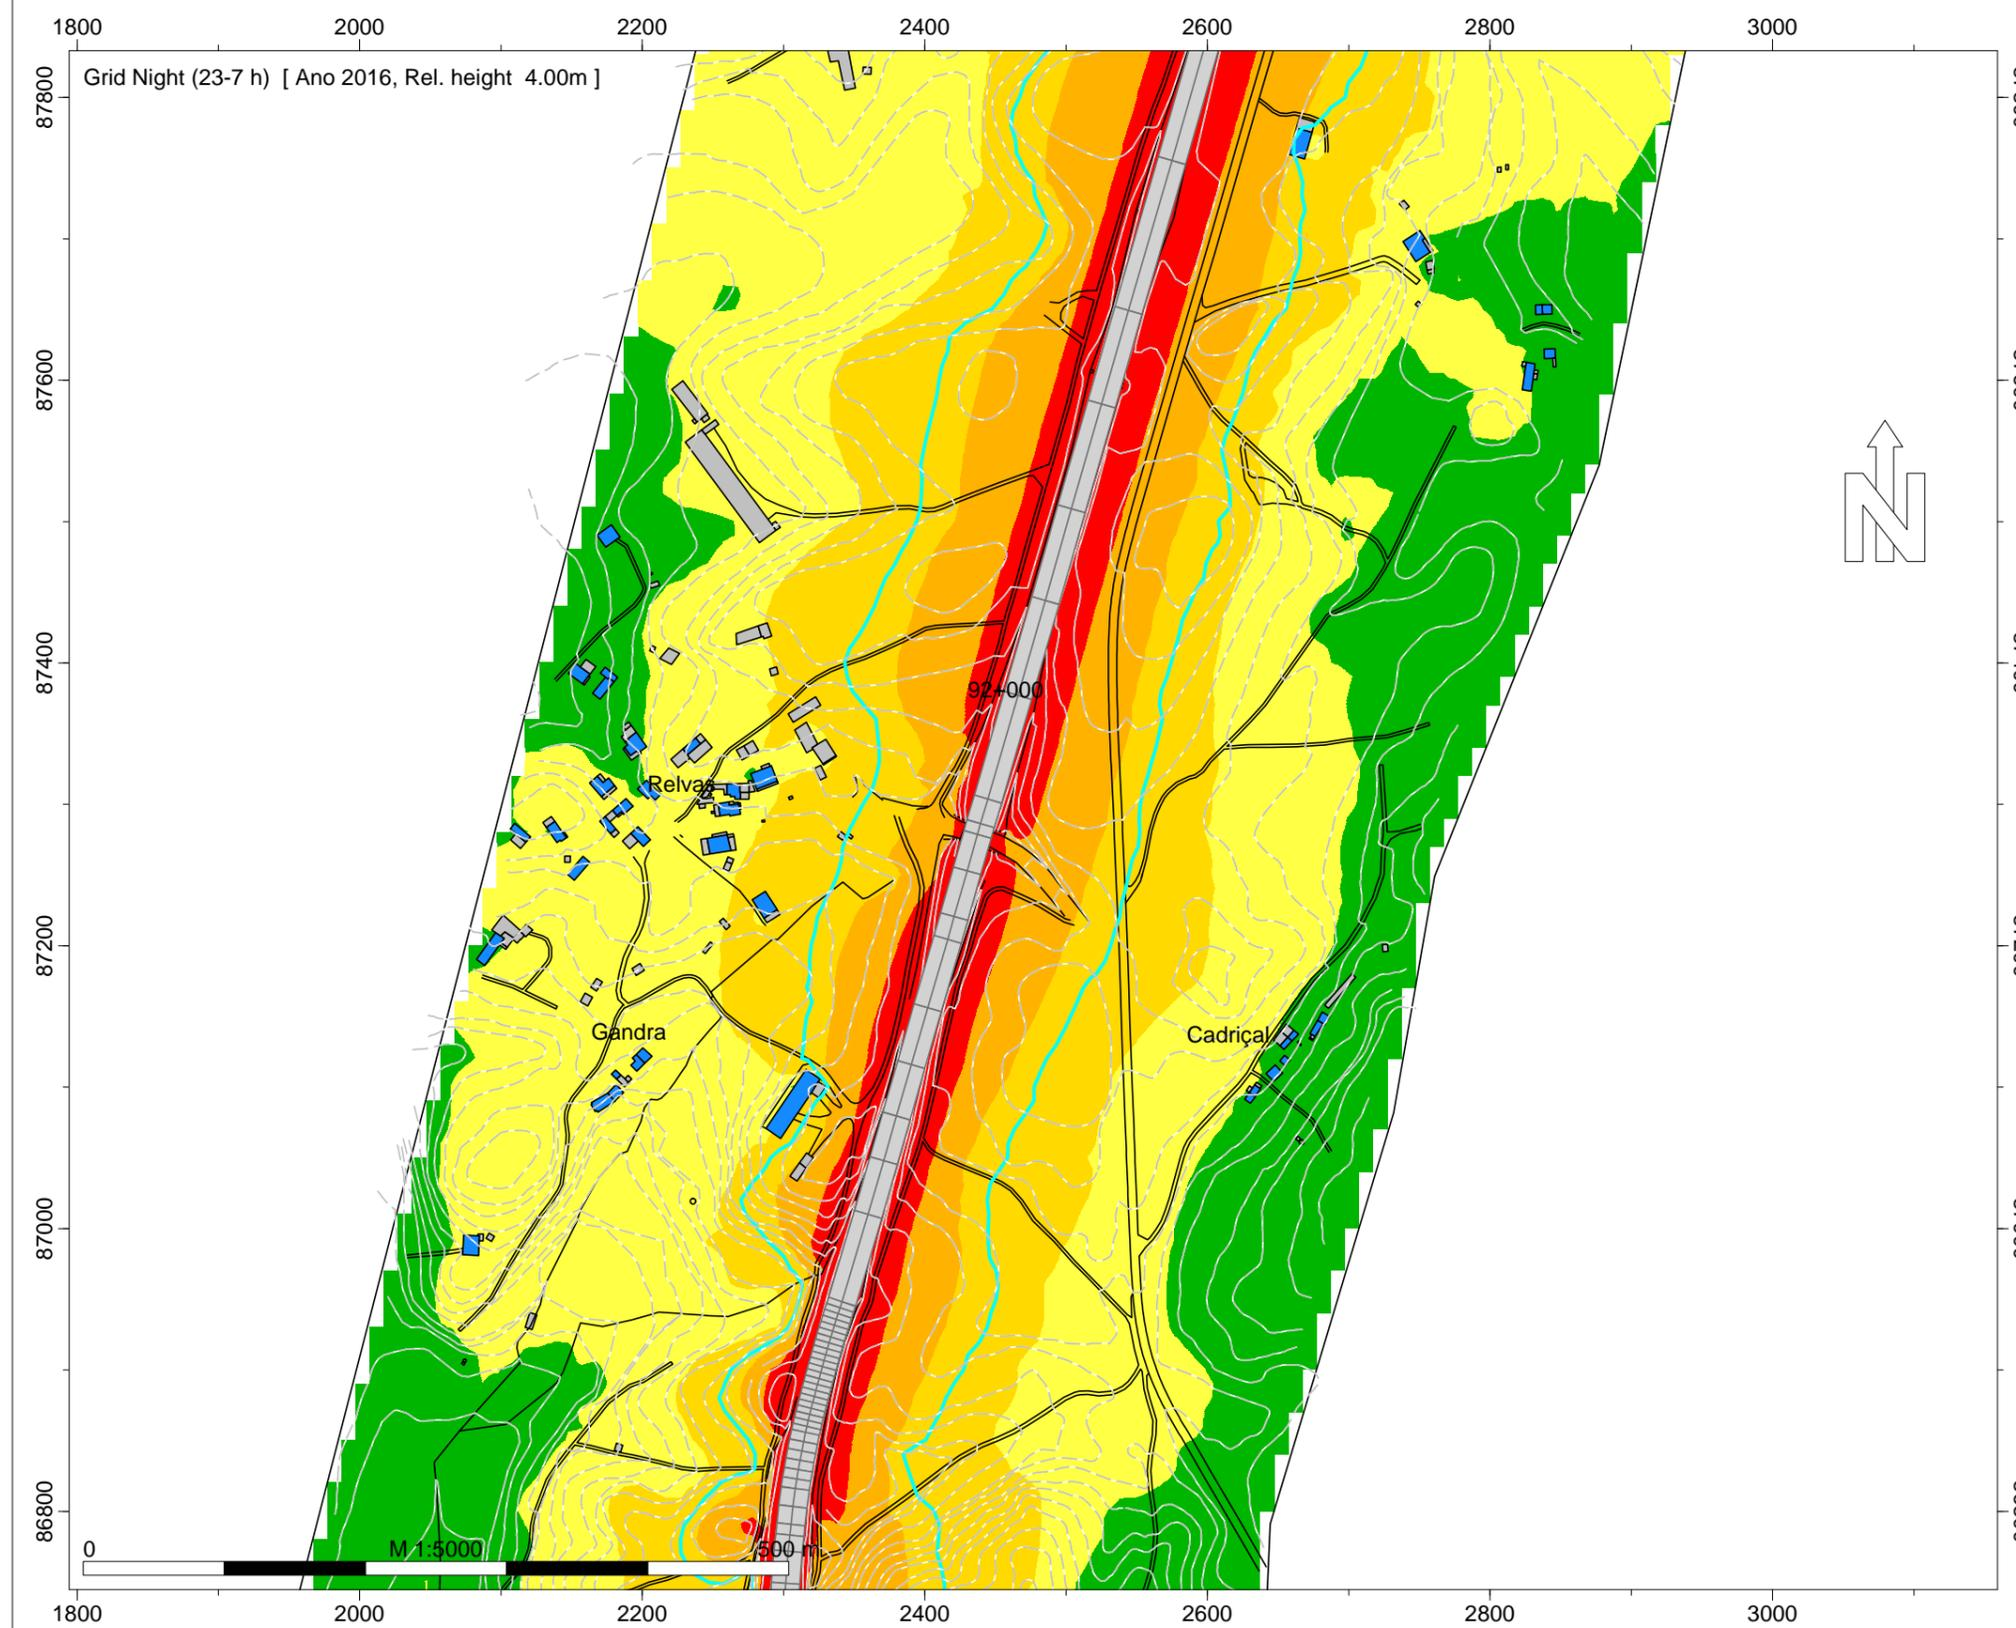 1800 2000 2200 2400 2600 2800 3000
Grid Night (23-7 h) [ Ano 2016, Rel. height 4.00m ]
87800
87600
N
87400
92+000
Relvas
87200
Gandra
Cadriçal
87000
86800
0 M 1:5000 500 m
1800 2000 2200 2400 2600 2800 3000